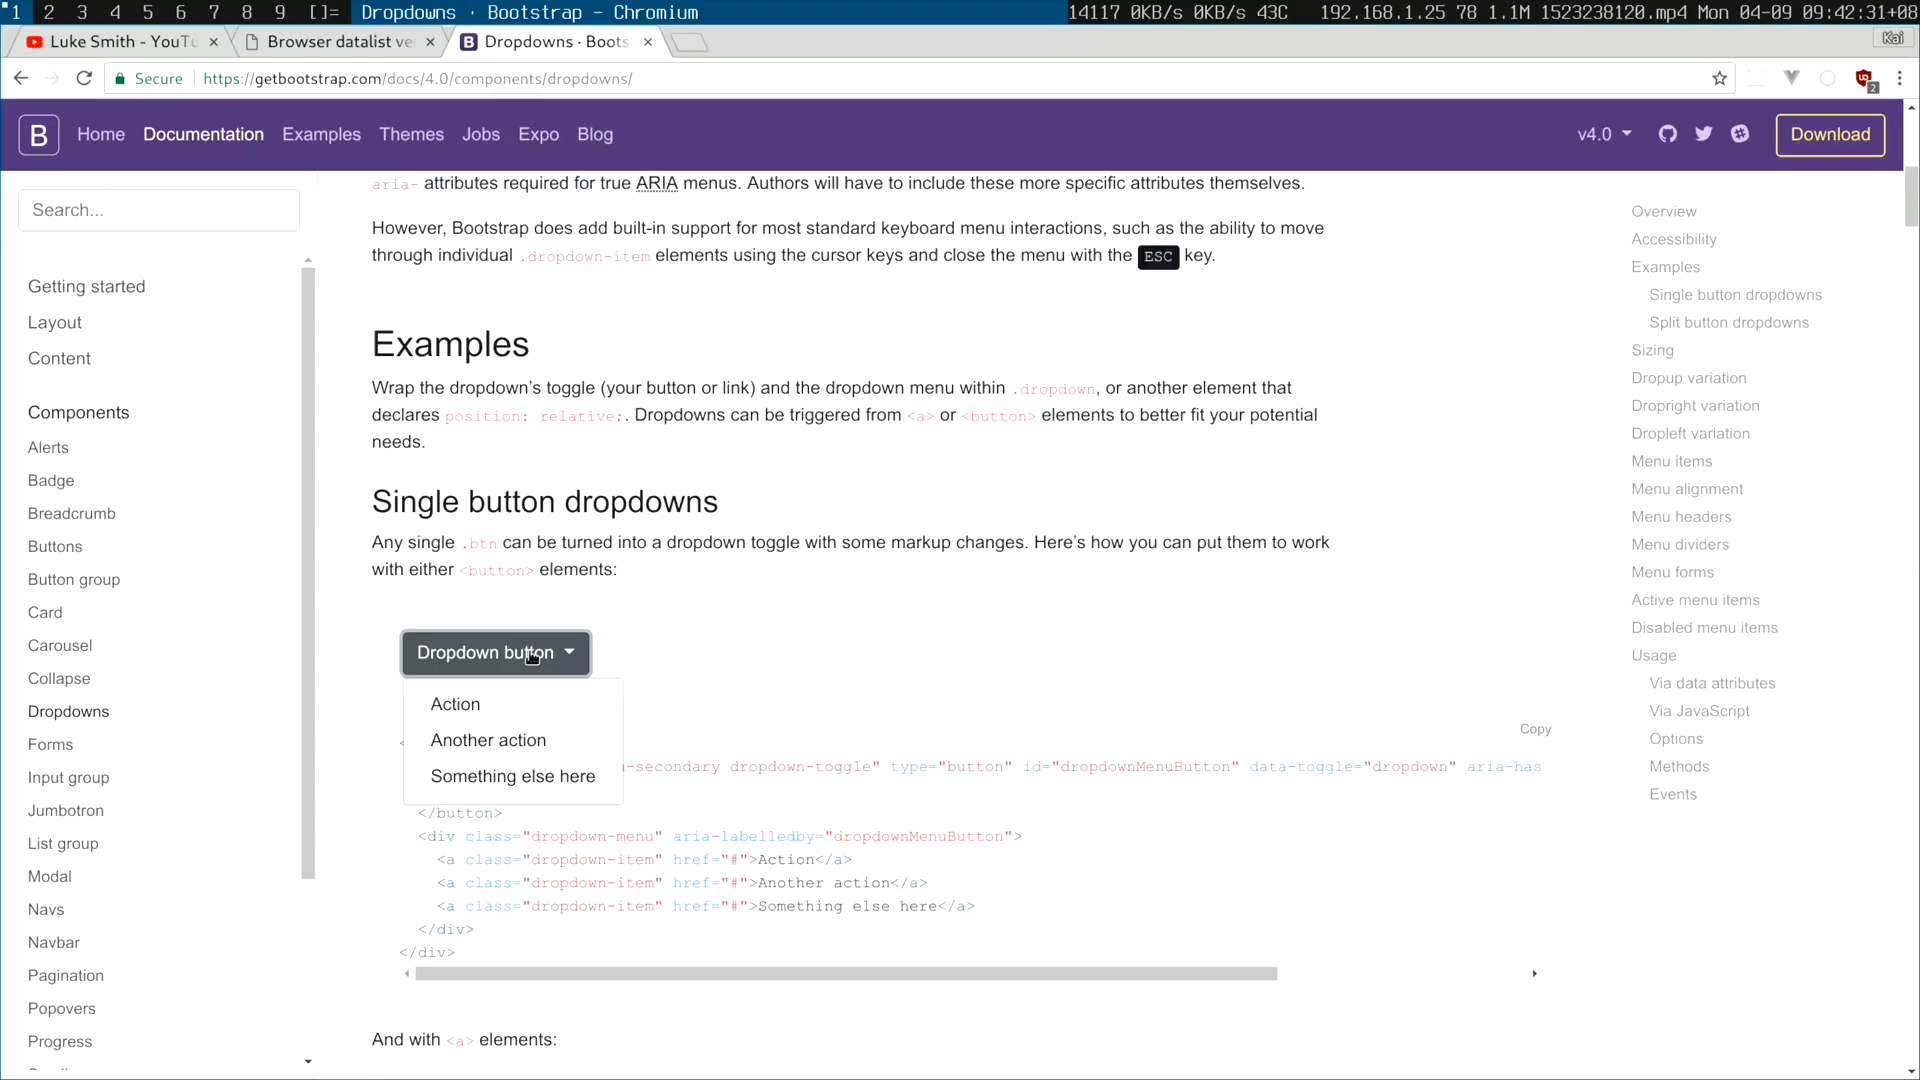 1 2 3 4 5 6 7 8 9 []= Dropdowns · Bootstrap - Chromium 14117 0KB/s 0KB/s 43C 192.168.1.25 78 1.1M 1523238120.mp4 Mon 04-09 09:42:31+08
Luke Smith - YouTu Browser datalist ve Dropdowns · Boots Kai
Secure https://getbootstrap.com/docs/4.0/components/dropdowns/ 2
B Home Documentation Examples Themes Jobs Expo Blog v4.0 Download
Search...
Getting started
Layout
Content
Components
Alerts
Badge
Breadcrumb
Buttons
Button group
Card
Carousel
Collapse
Dropdowns
Forms
Input group
Jumbotron
List group
Modal
Navs
Navbar
Pagination
Popovers
Progress
aria- attributes required for true ARIA menus. Authors will have to include these more specific attributes themselves.
However, Bootstrap does add built-in support for most standard keyboard menu interactions, such as the ability to move
through individual .dropdown-item elements using the cursor keys and close the menu with the ESC key.
Examples
Wrap the dropdown’s toggle (your button or link) and the dropdown menu within .dropdown, or another element that
declares position: relative;. Dropdowns can be triggered from <a> or <button> elements to better fit your potential
needs.
Single button dropdowns
Any single .btn can be turned into a dropdown toggle with some markup changes. Here’s how you can put them to work
with either <button> elements:
Dropdown button
Action
Another action
Something else here
Copy
-secondary dropdown-toggle" type="button" id="dropdownMenuButton" data-toggle="dropdown" aria-has
</button>
<div class="dropdown-menu" aria-labelledby="dropdownMenuButton">
<a class="dropdown-item" href="#">Action</a>
<a class="dropdown-item" href="#">Another action</a>
<a class="dropdown-item" href="#">Something else here</a>
</div>
</div>
And with <a> elements:
Overview
Accessibility
Examples
Single button dropdowns
Split button dropdowns
Sizing
Dropup variation
Dropright variation
Dropleft variation
Menu items
Menu alignment
Menu headers
Menu dividers
Menu forms
Active menu items
Disabled menu items
Usage
Via data attributes
Via JavaScript
Options
Methods
Events